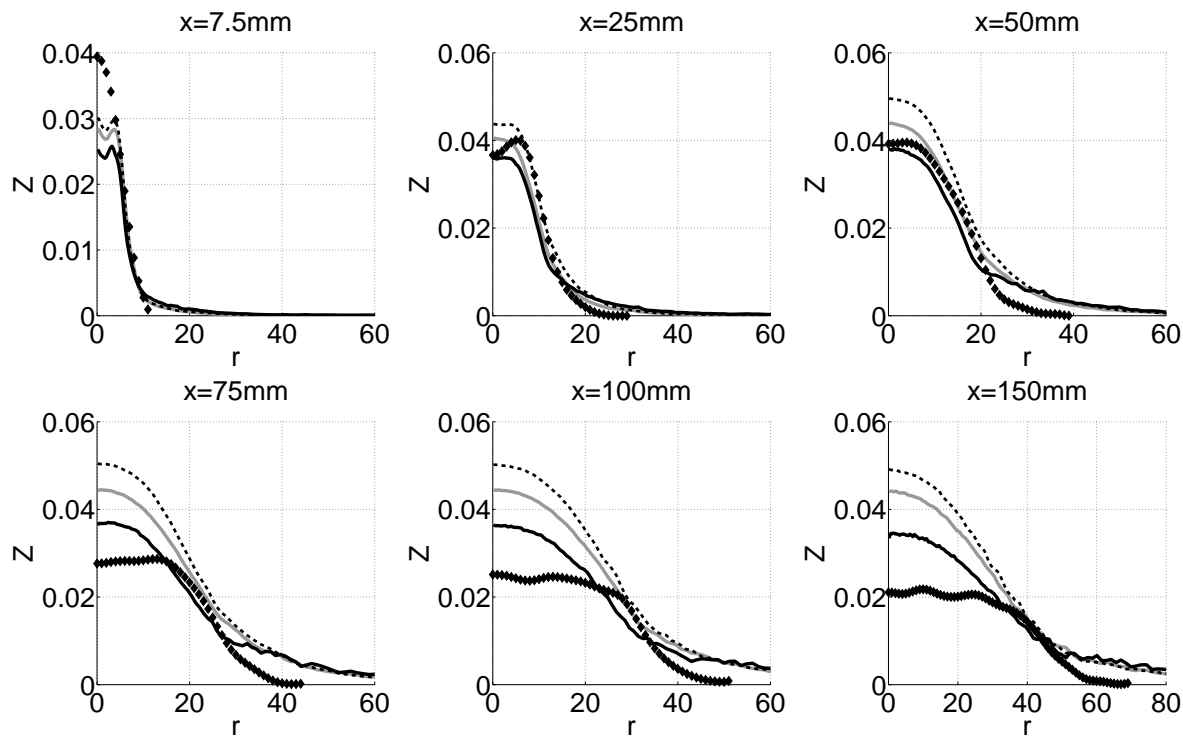 x=7.5mm x=25mm x=50mm
0.04 0.06 0.06
0.03 0.04 0.04
Z 0.02 Z Z
0.02 0.02
0.01
0 0 0
0 20 40 60 0 20 40 60 0 20 40 60
r r r
x=75mm x=100mm x=150mm
0.06 0.06 0.06
0.04 0.04 0.04
Z Z Z
0.02 0.02 0.02
0 0 0
0 20 40 60 0 20 40 60 0 20 40 60 80
r r r